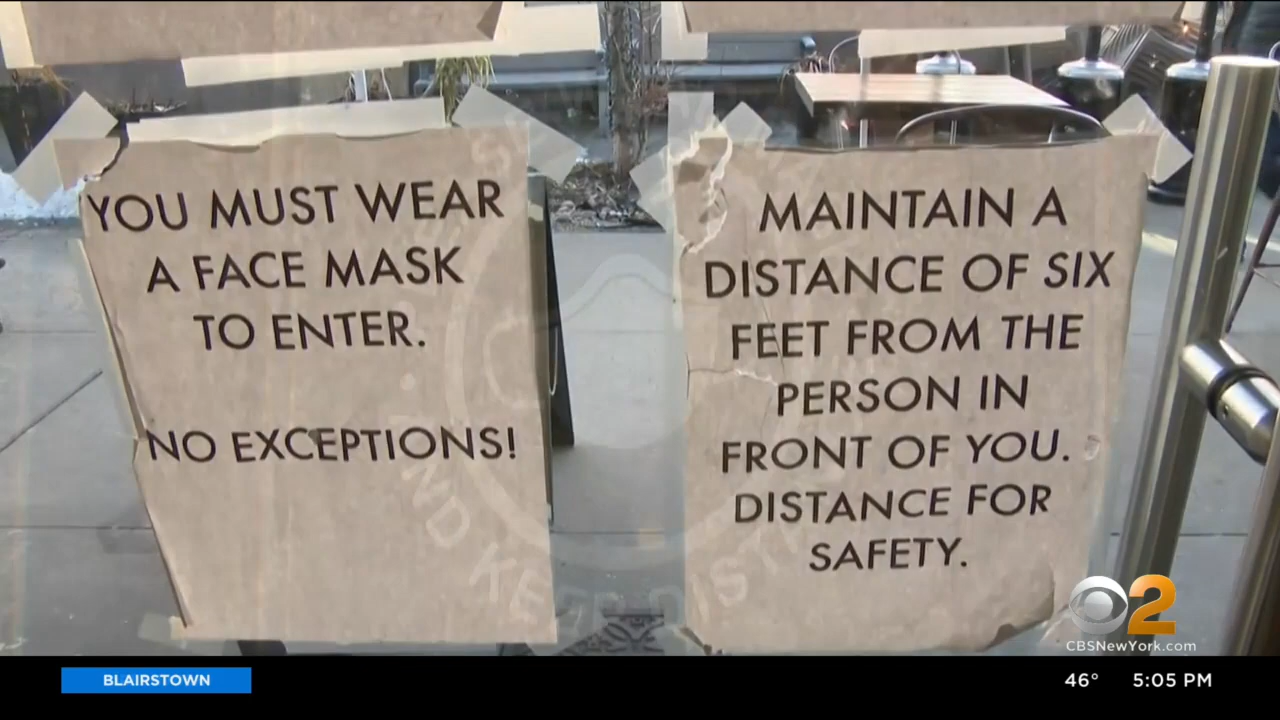 YOU MUST WEAR
A FACE MASK
TO ENTER.
NO EXCEPTIONS!
MAINTAIN A
DISTANCE OF SIX
FEET FROM THE
PERSON IN
FRONT OF YOU.
DISTANCE FOR
SAFETY.
2
CBSNewYork.com
BLAIRSTOWN
46° 5:05 PM